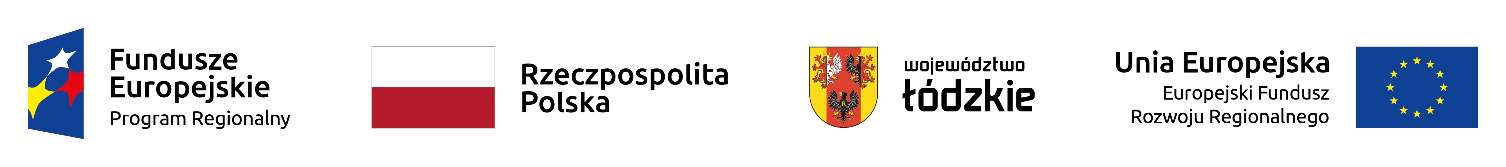 Fundusze
Europejskie
Program Regionalny
Rzeczpospolita
Polska
województwo
łódzkie
Unia Europejska
Europejski Fundusz
Rozwoju Regionalnego